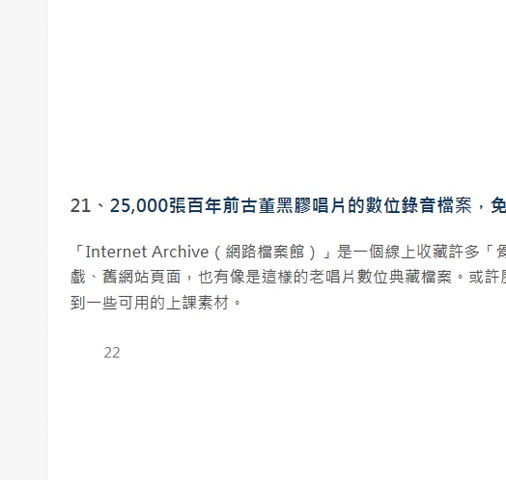 21、25,000張百年前古董黑膠唱片的數位錄音檔案，免
「Internet Archive（網路檔案館）」是一個線上收藏許多「骨
戲、舊網站頁面，也有像是這樣的老唱片數位典藏檔案。或許
到一些可用的上課素材。
22